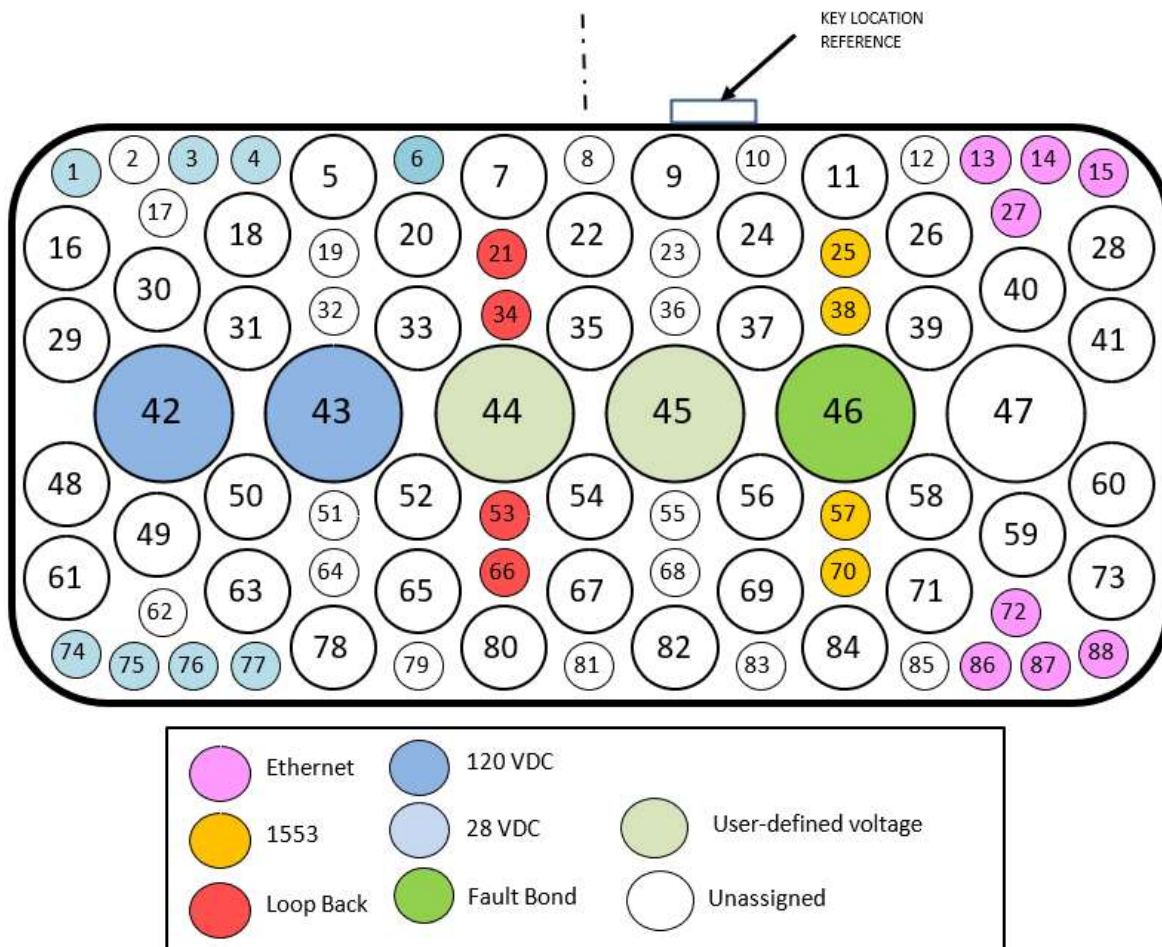 KEY LOCATION
REFERENCE
1 2 3 4 5 6 7 8 9 10 11 12 13 14 15
16 17 18 19 20 21 22 23 24 25 26 27 28
29 30 31 32 33 34 35 36 37 38 39 40 41
42 43 44 45 46 47
48 49 50 51 52 53 54 55 56 57 58 59 60
61 62 63 64 65 66 67 68 69 70 71 72 73
74 75 76 77 78 79 80 81 82 83 84 85 86 87 88
Ethernet 120 VDC
1553 28 VDC User-defined voltage
Loop Back Fault Bond Unassigned